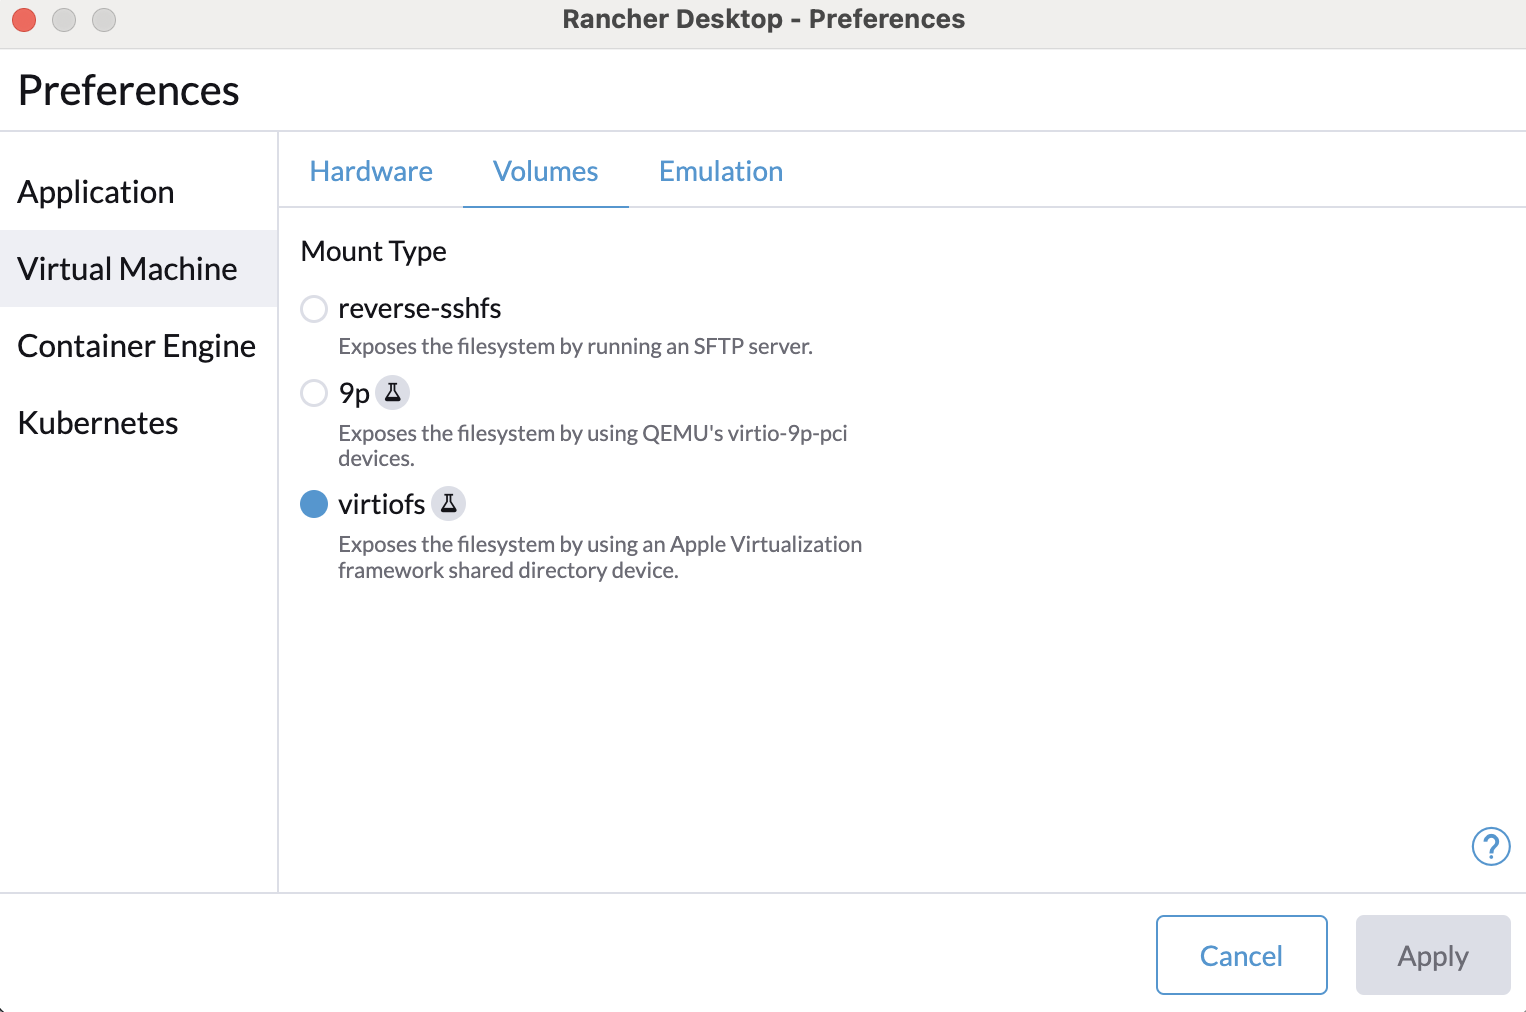 Rancher Desktop - Preferences
Preferences
Application
Virtual Machine
Container Engine
Kubernetes
Hardware Volumes Emulation
Mount Type
reverse-sshfs
Exposes the filesystem by running an SFTP server.
9p
Exposes the filesystem by using QEMU's virtio-9p-pci
devices.
virtiofs
Exposes the filesystem by using an Apple Virtualization
framework shared directory device.
?
Cancel Apply